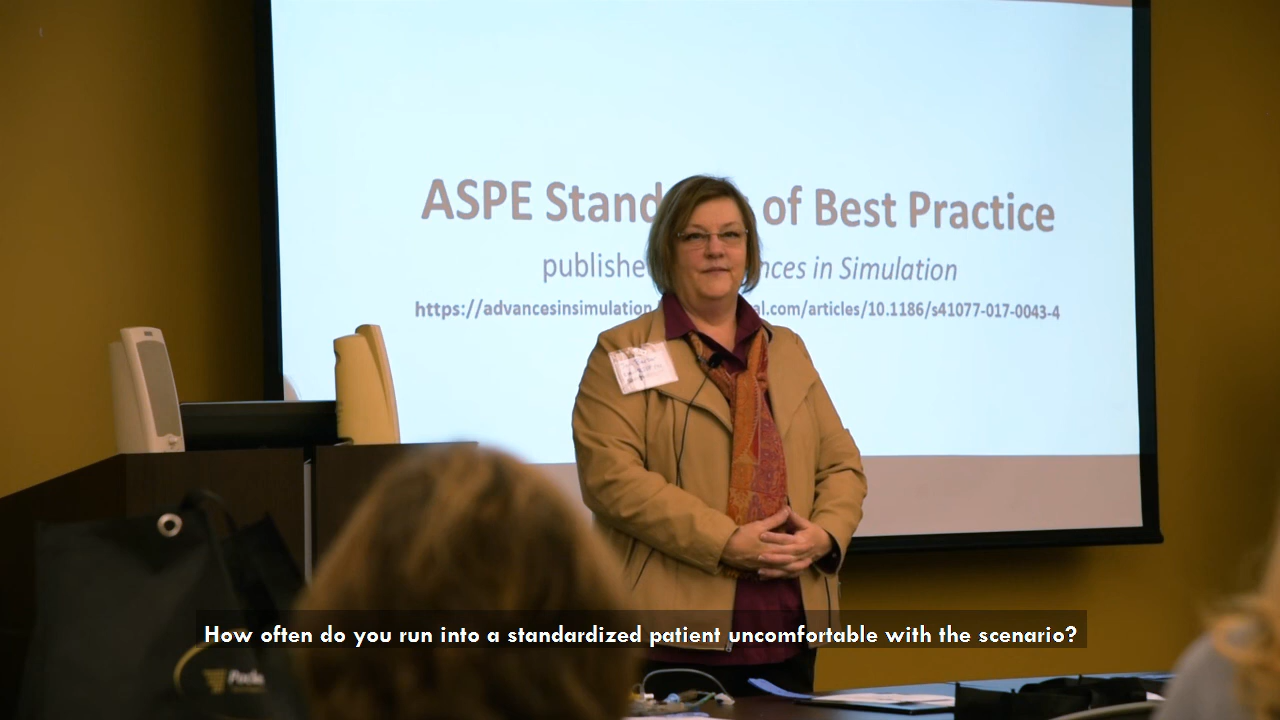 ASPE Stand of Best Practice
publishe nces in Simulation
https://advancesinsimulation. al.com/articles/10.1186/s41077-017-0043-4
How often do you run into a standardized patient uncomfortable with the scenario?